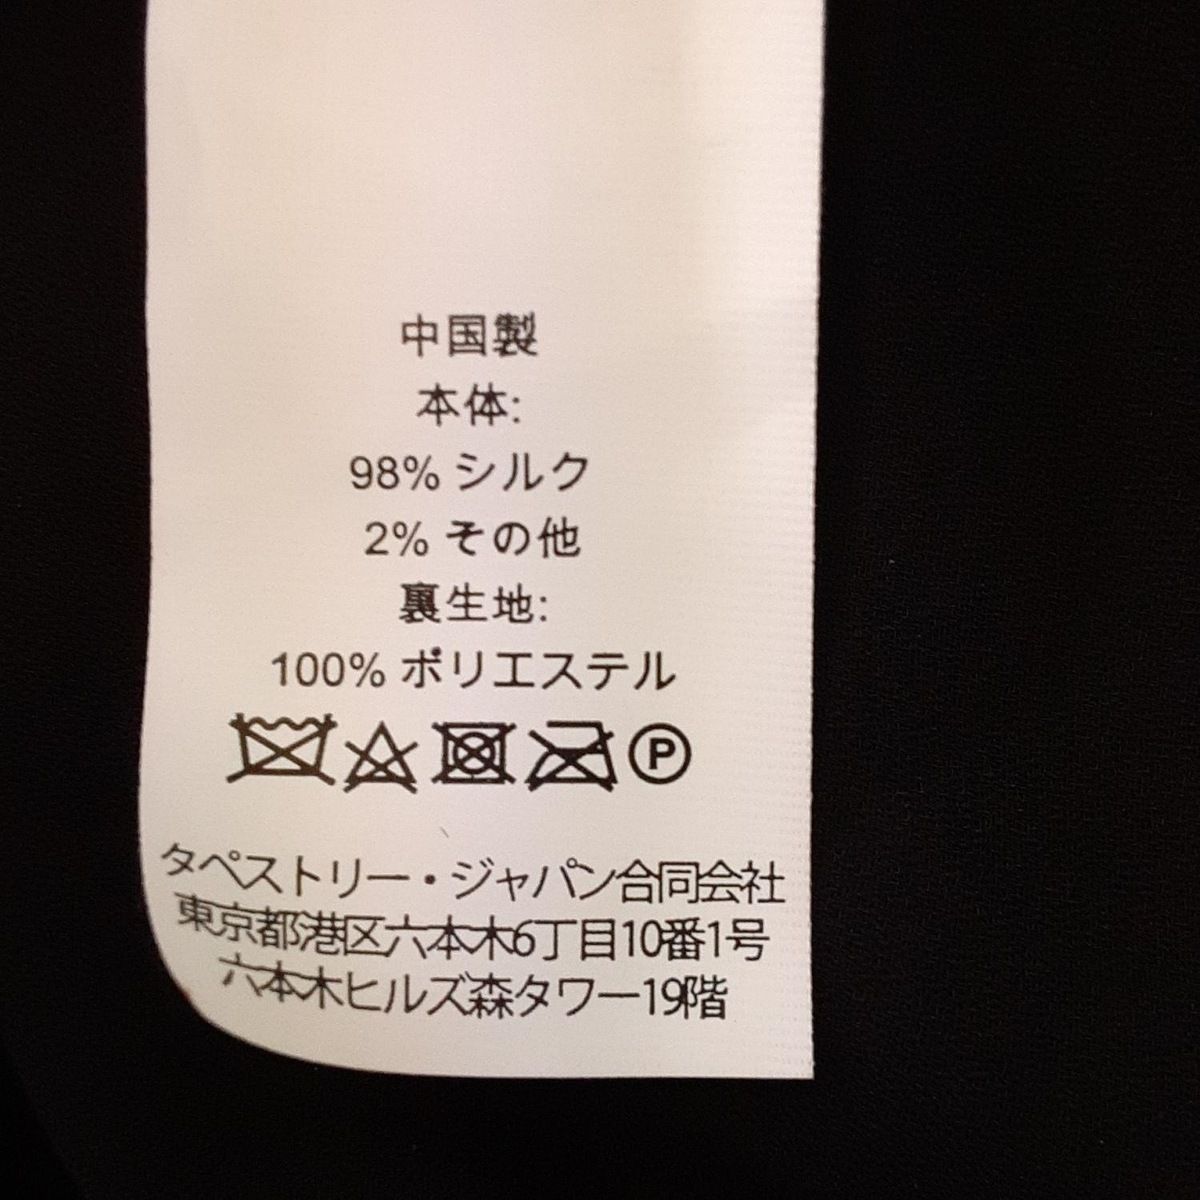 中国製
本体:
98% シルク
2% その他
裏生地:
100% ポリエステル
P
タペストリー・ジャパン合同会社
東京都港区六本木6丁目10番1号
六本木ヒルズ森タワー19階